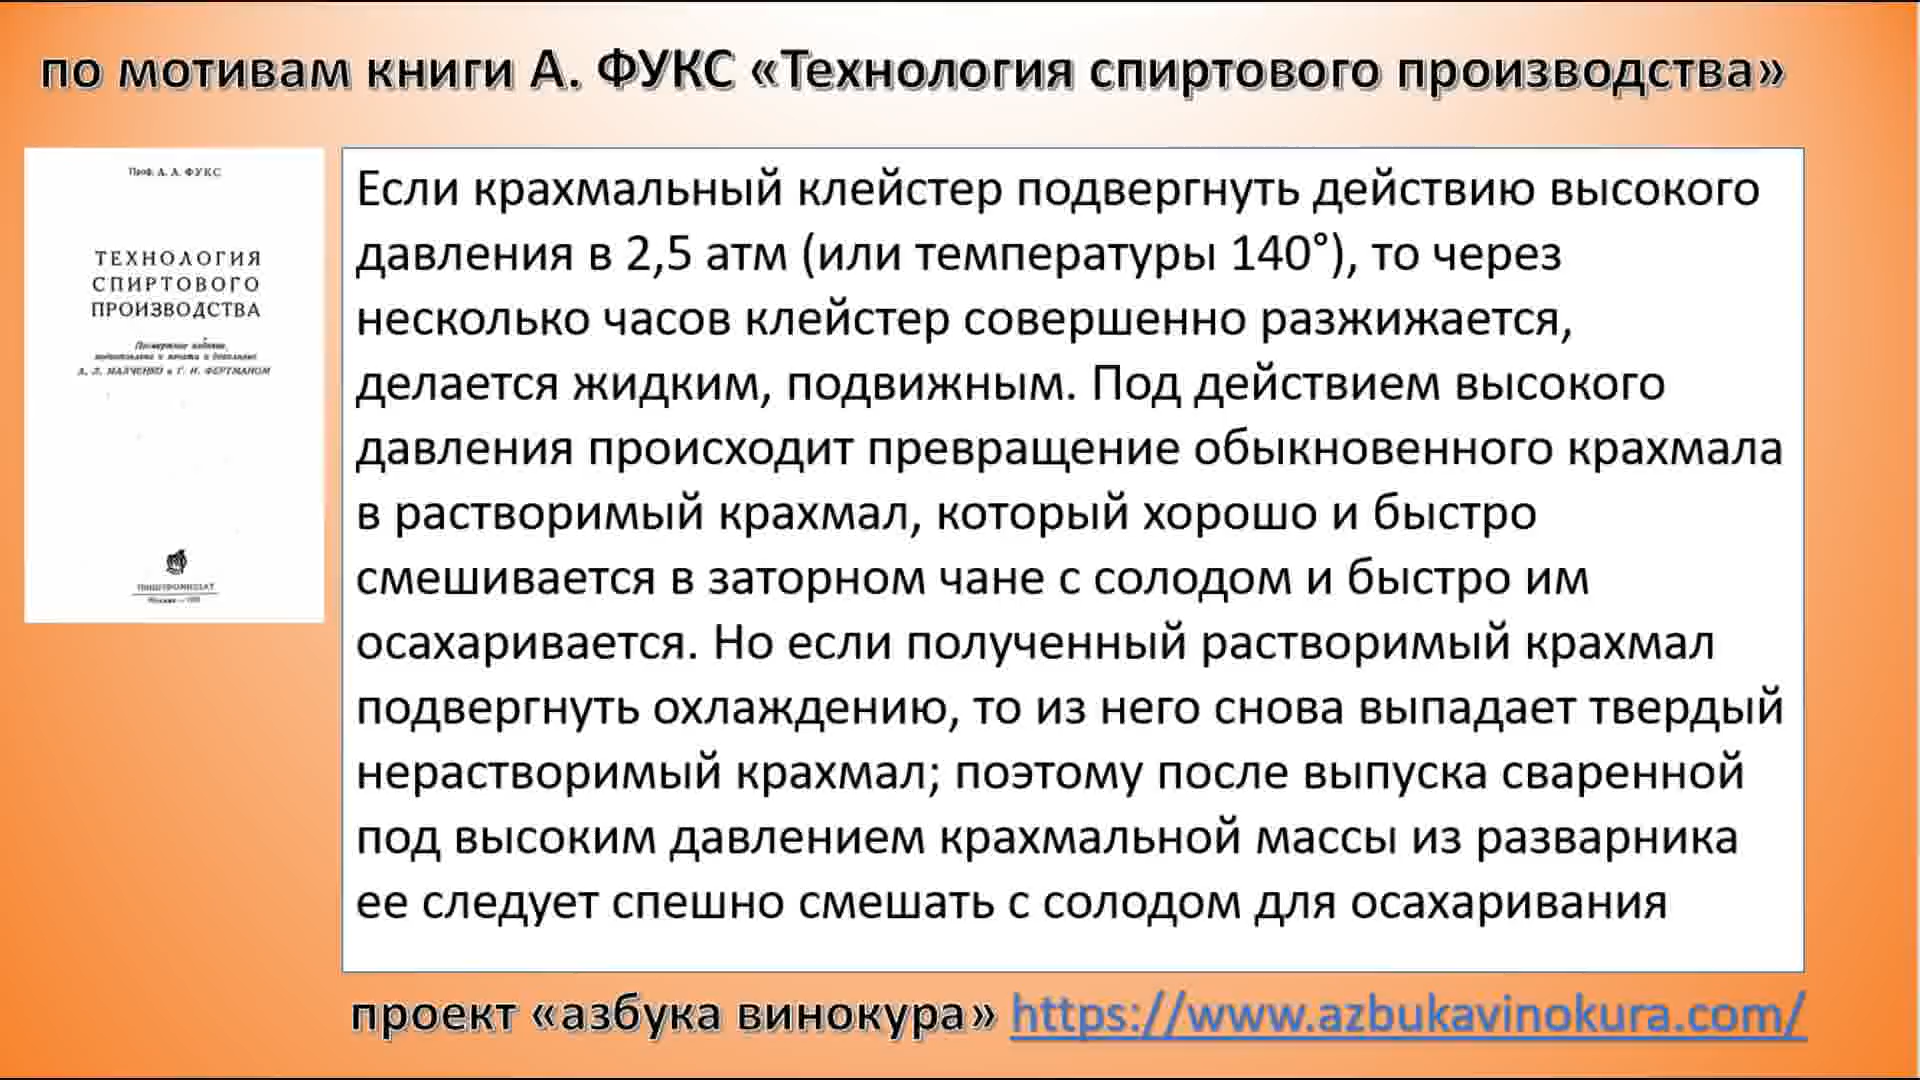 по мотивам книги А. ФУКС «Технология спиртового производства»
Проф. А. А. ФУКС
ТЕХНОЛОГИЯ
СПИРТОВОГО
ПРОИЗВОДСТВА
Посмертное издание,
А. Л. МАЛЧЕНКО и Г. И. ФЕРТМАНОМ
ПИЩЕПРОМИЗДАТ
Если крахмальный клейстер подвергнуть действию высокого
давления в 2,5 атм (или температуры 140°), то через
несколько часов клейстер совершенно разжижается,
делается жидким, подвижным. Под действием высокого
давления происходит превращение обыкновенного крахмала
в растворимый крахмал, который хорошо и быстро
смешивается в заторном чане с солодом и быстро им
осахаривается. Но если полученный растворимый крахмал
подвергнуть охлаждению, то из него снова выпадает твердый
нерастворимый крахмал; поэтому после выпуска сваренной
под высоким давлением крахмальной массы из разварника
ее следует спешно смешать с солодом для осахаривания
проект «азбука винокура» https://www.azbukavinokura.com/